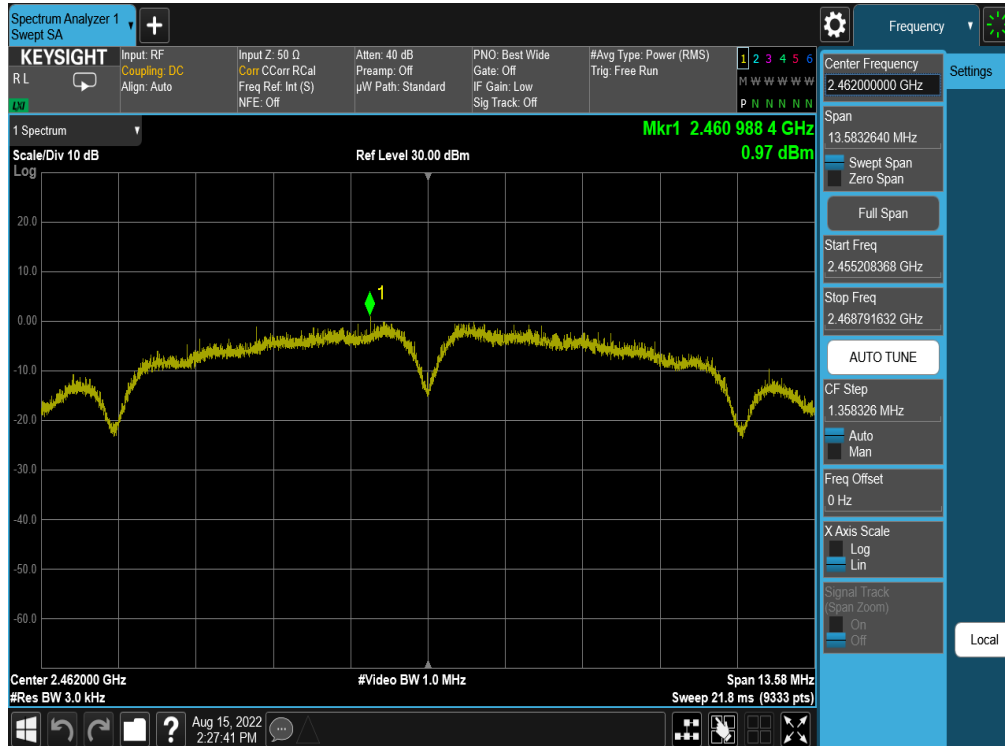 Spectrum Analyzer 1
Swept SA
+
Frequency
KEYSIGHT
R L
LXI
Input: RF
Coupling: DC
Align: Auto
Input Z: 50 Ω
Corr CCorr RCal
Freq Ref: Int (S)
NFE: Off
Atten: 40 dB
Preamp: Off
µW Path: Standard
PNO: Best Wide
Gate: Off
IF Gain: Low
Sig Track: Off
#Avg Type: Power (RMS)
Trig: Free Run
1 2 3 4 5 6
M W W W W W
P N N N N N
1 Spectrum
Mkr1 2.460 988 4 GHz
Scale/Div 10 dB
Ref Level 30.00 dBm
0.97 dBm
Log
20.0
10.0
0.00
-10.0
-20.0
-30.0
-40.0
-50.0
-60.0
1
Center 2.462000 GHz
#Video BW 1.0 MHz
Span 13.58 MHz
#Res BW 3.0 kHz
Sweep 21.8 ms (9333 pts)
Aug 15, 2022
2:27:41 PM
?
Center Frequency
2.462000000 GHz
Settings
Span
13.5832640 MHz
Swept Span
Zero Span
Full Span
Start Freq
2.455208368 GHz
Stop Freq
2.468791632 GHz
AUTO TUNE
CF Step
1.358326 MHz
Auto
Man
Freq Offset
0 Hz
X Axis Scale
Log
Lin
Signal Track
(Span Zoom)
On
Off
Local